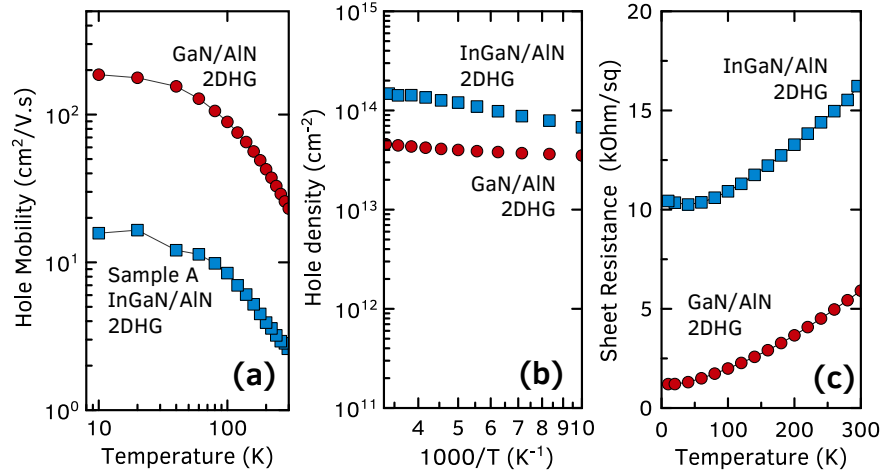 Hole Mobility (cm²/V.s)
10²
10¹
10⁰
GaN/AlN
2DHG
Sample A
InGaN/AlN
2DHG
(a)
10
100
Temperature (K)
Hole density (cm⁻²)
10¹⁵
10¹⁴
10¹³
10¹²
10¹¹
InGaN/AlN
2DHG
GaN/AlN
2DHG
(b)
4 5 6 7 8 9 10
1000/T (K⁻¹)
Sheet Resistance (kOhm/sq)
20
15
10
5
0
InGaN/AlN
2DHG
GaN/AlN
2DHG
(c)
0 100 200 300
Temperature (K)